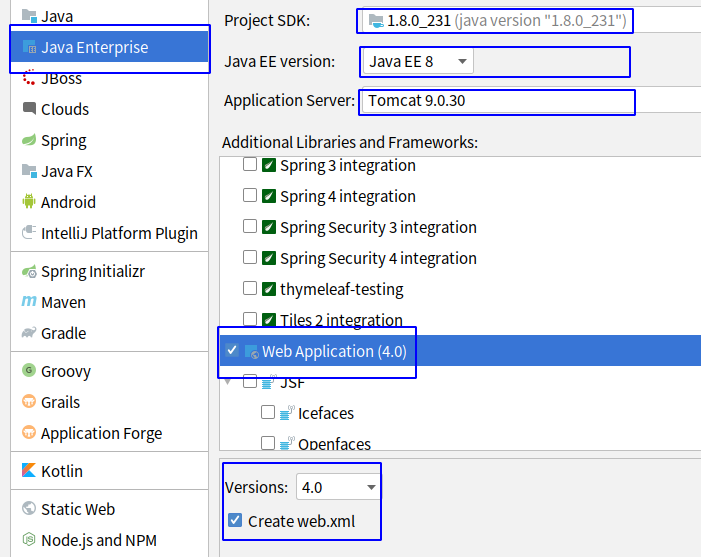 Java
Java Enterprise
JBoss
Clouds
Spring
Java FX
Android
IntelliJ Platform Plugin
Spring Initializr
Maven
Gradle
Groovy
Grails
Application Forge
Kotlin
Static Web
Node.js and NPM
Project SDK: 1.8.0_231 (java version "1.8.0_231")
Java EE version: Java EE 8
Application Server: Tomcat 9.0.30
Additional Libraries and Frameworks:
Spring 3 integration
Spring 4 integration
Spring Security 3 integration
Spring Security 4 integration
thymeleaf-testing
Tiles 2 integration
Web Application (4.0)
JSF
Icefaces
Openfaces
Versions: 4.0
Create web.xml